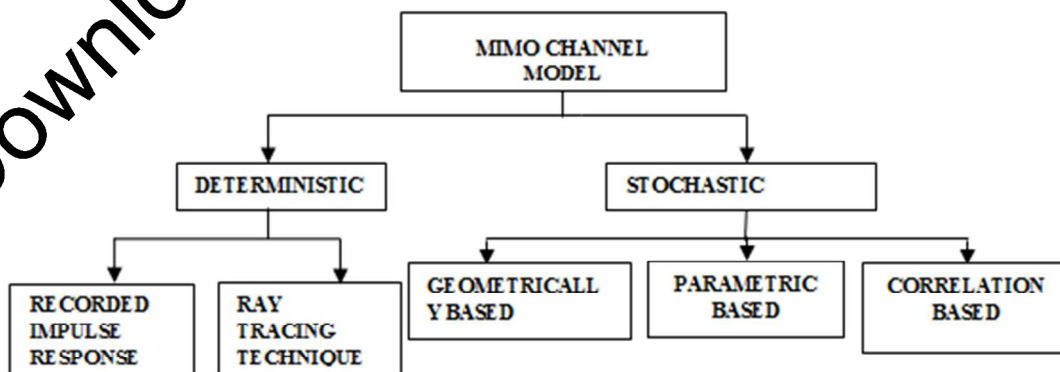 MIMO CHANNEL
MODEL
DETERMINISTIC
STOCHASTIC
RECORDED
IMPULSE
RESPONSE
RAY
TRACING
TECHNIQUE
GEOMETRICALL
Y BASED
PARAMETRIC
BASED
CORRELATION
BASED